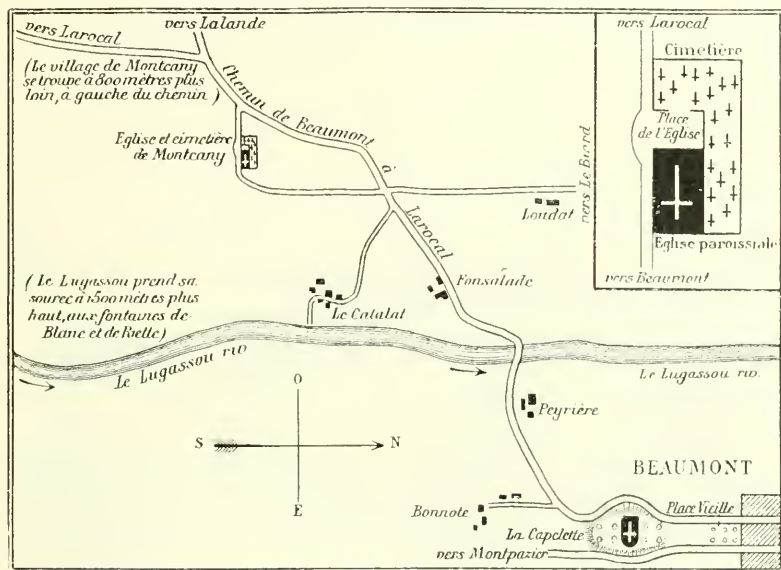 vers Larocal
vers Lalande
(Le village de Montcany
se troupe à 800 mètres plus
loin, à gauche du chemin)
Chemin de Beaumont
à
Larocal
Eglise et cimetière
de Montcany
vers Le Biard
Loudat
Fonsalade
Le Catalat
(Le Lugassou prend sa
source à 1500 mètres plus
haut, aux fontaines de
Blanc et de Rielle)
Le Lugassou riv.
Le Lugassou riv.
O
S
N
E
Peyrière
Bonnote
BEAUMONT
Place Vieille
La Capelette
vers Montpazier
vers Larocal
Cimetière
Place
de l'Eglise
Eglise paroissiale
vers Beaumont